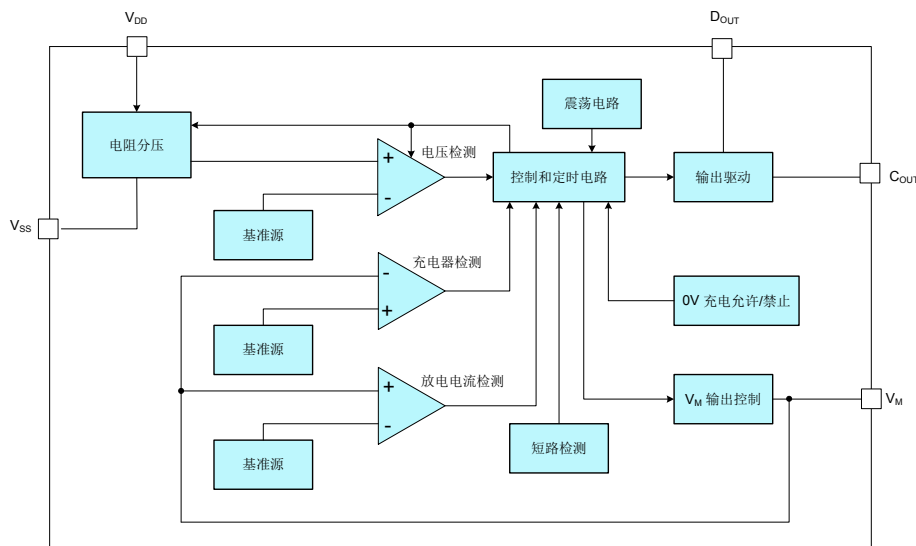 VDD
DOUT
震荡电路
电阻分压
电压检测
+
-
控制和定时电路
输出驱动
COUT
VSS
基准源
充电器检测
-
+
0V 充电允许/禁止
基准源
放电电流检测
+
-
VM 输出控制
VM
短路检测
基准源